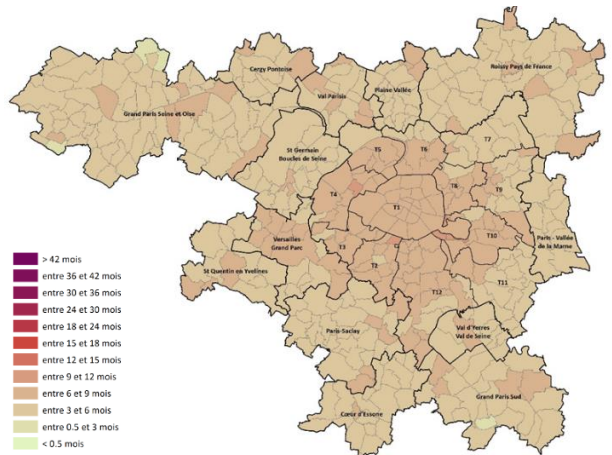 Cergy Pontoise
Roissy Pays de France
Val Parisis
Plaine Vallée
Grand Paris Seine et Oise
St Germain
Boucles de Seine
T5
T6
T7
T4
T8
T9
T1
Versailles
Grand Parc
T3
T2
T10
Paris - Vallée
de la Marne
St Quentin en Yvelines
T11
T12
Paris-Saclay
Val d'Yerres
Val de Seine
Grand Paris Sud
Cœur d'Essone
> 42 mois
entre 36 et 42 mois
entre 30 et 36 mois
entre 24 et 30 mois
entre 18 et 24 mois
entre 15 et 18 mois
entre 12 et 15 mois
entre 9 et 12 mois
entre 6 et 9 mois
entre 3 et 6 mois
entre 0.5 et 3 mois
< 0.5 mois